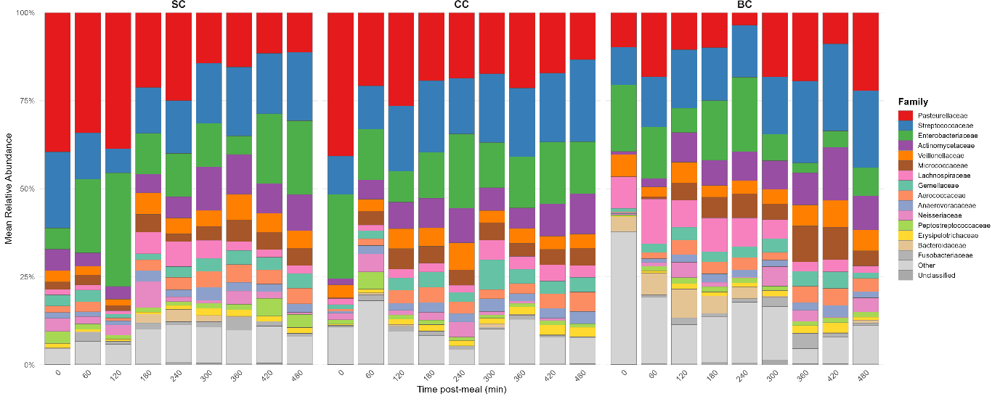 SC CC BC
100%
75%
50%
25%
0%
Mean Relative Abundance
0 60 120 180 240 300 360 420 480 0 60 120 180 240 300 360 420 480 0 60 120 180 240 300 360 420 480
Time post-meal (min)
Family
Pasteurellaceae
Streptococcaceae
Enterobacteriaceae
Actinomycetaceae
Veillonellaceae
Micrococcaceae
Lachnospiraceae
Gemellaceae
Aerococcaceae
Anaerovoracaceae
Neisseriaceae
Peptostreptococcaceae
Erysipelotrichaceae
Bacteroidaceae
Fusobacteriaceae
Other
Unclassified